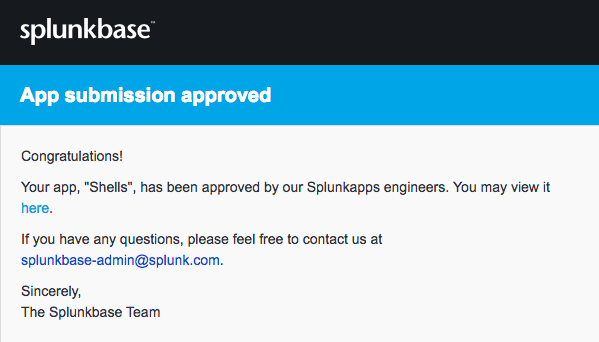 splunkbase™
App submission approved
Congratulations!
Your app, "Shells", has been approved by our Splunkapps engineers. You may view it
here.
If you have any questions, please feel free to contact us at
splunkbase-admin@splunk.com.
Sincerely,
The Splunkbase Team